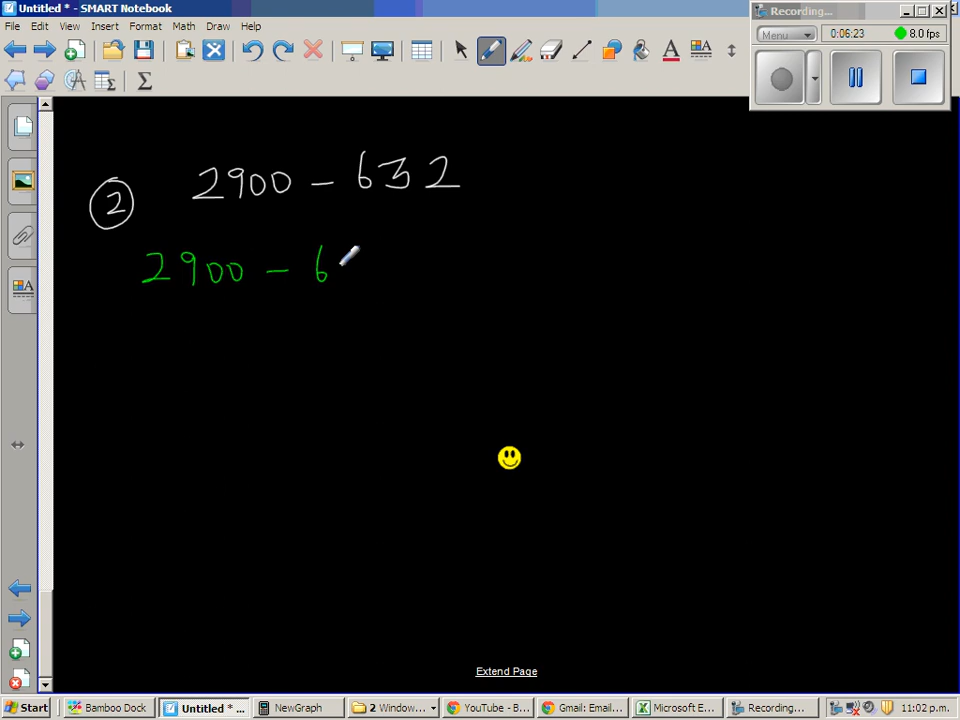 Untitled * - SMART Notebook
File Edit View Insert Format Math Draw Help
Recording...
Menu 0:06:23 8.0 fps
② 2900 - 632
2900 - 6
Extend Page
Start Bamboo Dock Untitled * ... NewGraph 2 Window... YouTube - B... Gmail: Email... Microsoft E... Recording... 11:02 p.m.